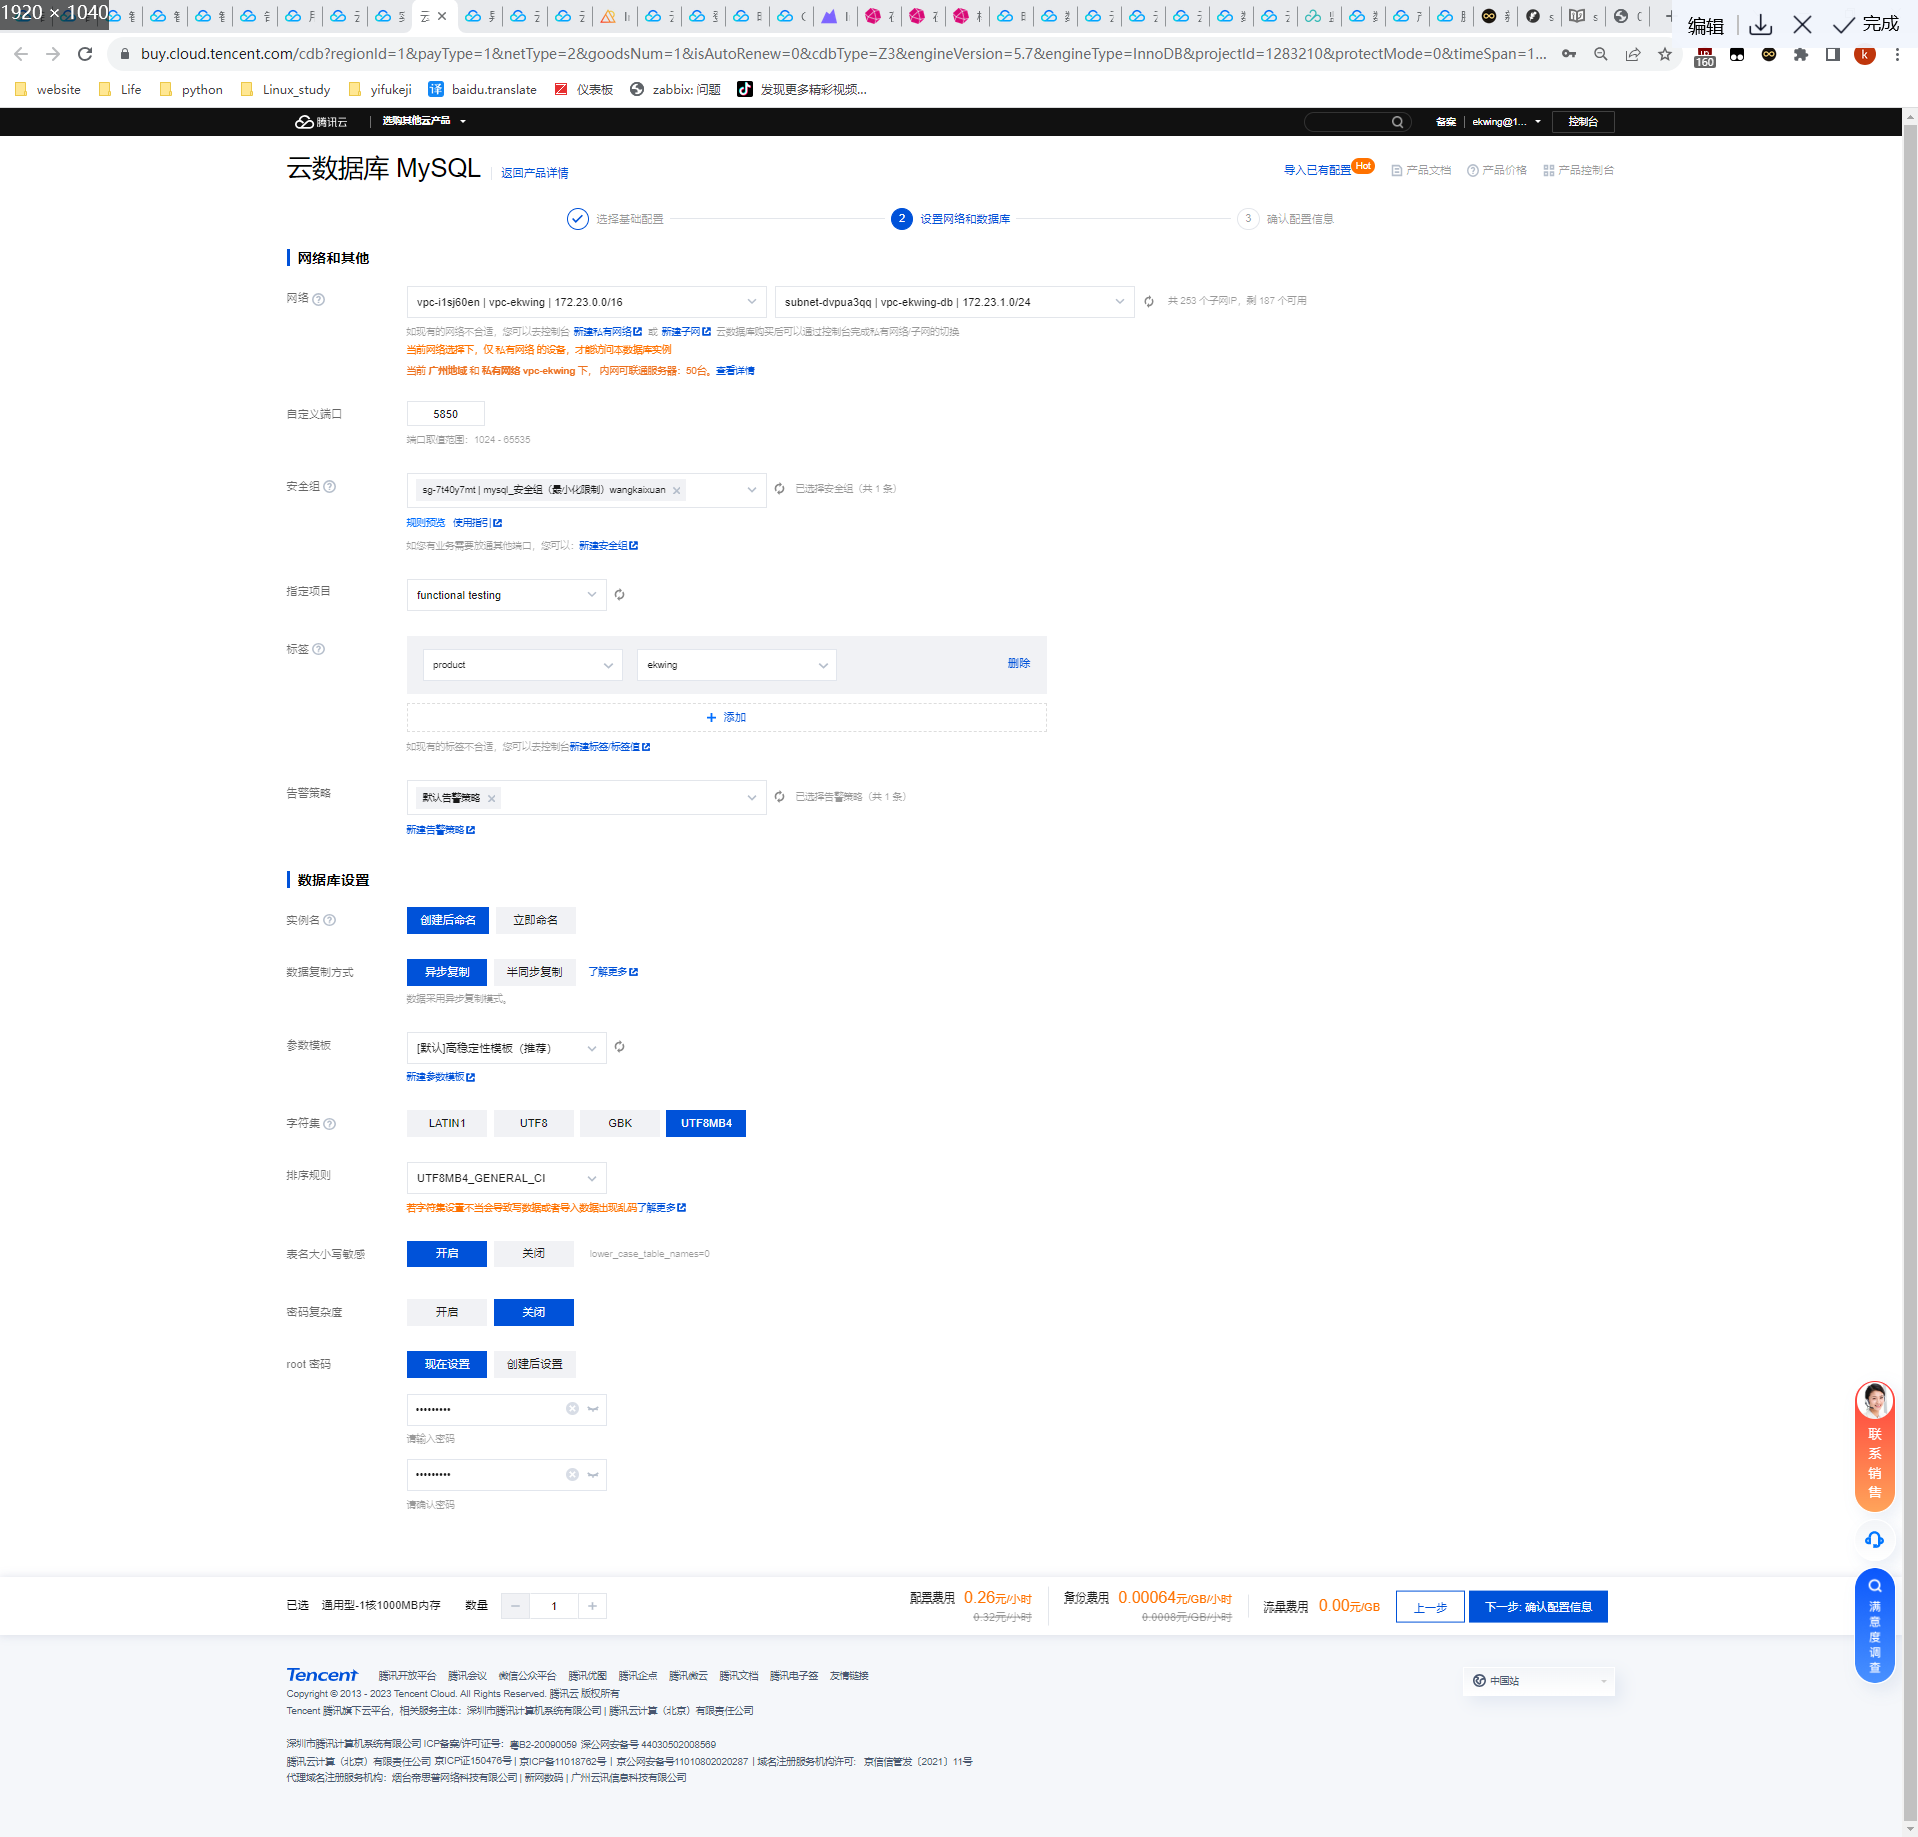 1920 × 1040
编辑 完成
buy.cloud.tencent.com/cdb?regionId=1&payType=1&netType=2&goodsNum=1&isAutoRenew=0&cdbType=Z3&engineVersion=5.7&engineType=InnoDB&projectId=1283210&protectMode=0&timeSpan=1...
160
k
website Life python Linux_study yifukeji baidu.translate 仪表板 zabbix: 问题 发现更多精彩视频...
腾讯云 选购其他云产品 备案 ekwing@1... 控制台
云数据库 MySQL 返回产品详情 导入已有配置 Hot 产品文档 产品价格 产品控制台
选择基础配置 2 设置网络和数据库 3 确认配置信息
网络和其他
网络 vpc-i1sj60en | vpc-ekwing | 172.23.0.0/16 subnet-dvpua3qq | vpc-ekwing-db | 172.23.1.0/24 共 253 个子网IP，剩 187 个可用
如现有的网络不合适，您可以去控制台 新建私有网络 或 新建子网 云数据库购买后可以通过控制台完成私有网络/子网的切换
当前网络选择下，仅 私有网络 的设备，才能访问本数据库实例
当前 广州地域 和 私有网络 vpc-ekwing 下， 内网可联通服务器：50台。查看详情
自定义端口 5850
端口取值范围：1024 - 65535
安全组 sg-7t40y7mt | mysql_安全组（最小化限制）wangkaixuan 已选择安全组（共 1 条）
规则预览 使用指引
如您有业务需要放通其他端口，您可以：新建安全组
指定项目 functional testing
标签 product ekwing 删除
+ 添加
如现有的标签不合适，您可以去控制台新建标签/标签值
告警策略 默认告警策略 已选择告警策略（共 1 条）
新建告警策略
数据库设置
实例名 创建后命名 立即命名
数据复制方式 异步复制 半同步复制 了解更多
数据采用异步复制模式。
参数模板 [默认]高稳定性模板（推荐）
新建参数模板
字符集 LATIN1 UTF8 GBK UTF8MB4
排序规则 UTF8MB4_GENERAL_CI
若字符集设置不当会导致写数据或者导入数据出现乱码了解更多
表名大小写敏感 开启 关闭 lower_case_table_names=0
密码复杂度 开启 关闭
root 密码 现在设置 创建后设置
•••••••••
请输入密码
•••••••••
请确认密码
联系销售
满意度调查
已选 通用型-1核1000MB内存 数量 1 配置费用 0.26元/小时 备份费用 0.00064元/GB/小时 流量费用 0.00元/GB 上一步 下一步: 确认配置信息
0.32元/小时 0.0008元/GB/小时
Tencent 腾讯开放平台 腾讯会议 微信公众平台 腾讯优图 腾讯企点 腾讯微云 腾讯文档 腾讯电子签 友情链接 中国站
Copyright © 2013 - 2023 Tencent Cloud. All Rights Reserved. 腾讯云 版权所有
Tencent 腾讯旗下云平台，相关服务主体：深圳市腾讯计算机系统有限公司 | 腾讯云计算（北京）有限责任公司
深圳市腾讯计算机系统有限公司 ICP备案/许可证号：粤B2-20090059 深公网安备号 44030502008569
腾讯云计算（北京）有限责任公司 京ICP证150476号 | 京ICP备11018762号 | 京公网安备号11010802020287 | 域名注册服务机构许可：京信信管发〔2021〕11号
代理域名注册服务机构：烟台帝思普网络科技有限公司 | 新网数码 | 广州云讯信息科技有限公司